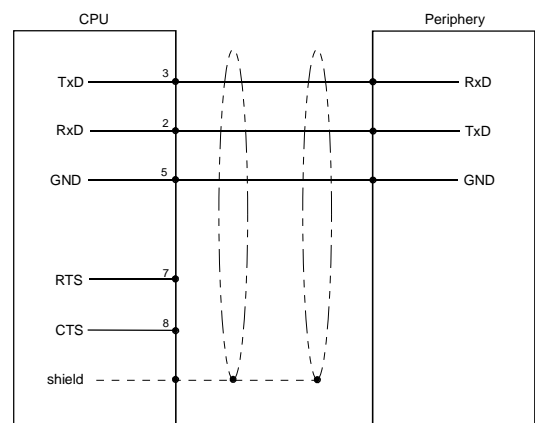 CPU Periphery
TxD 3 RxD
RxD 2 TxD
GND 5 GND
RTS 7
CTS 8
shield